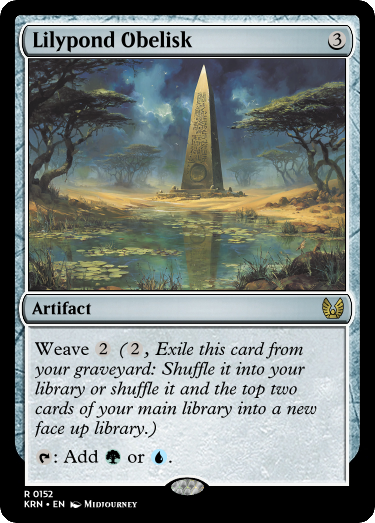 Lilypond Obelisk 3
Artifact
Weave 2 (2, Exile this card from
your graveyard: Shuffle it into your
library or shuffle it and the top two
cards of your main library into a new
face up library.)
: Add or .
R 0152
KRN • EN Midjourney